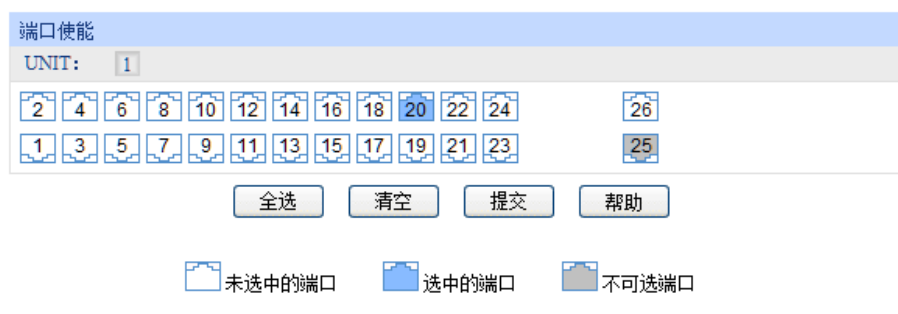 端口使能
UNIT: 1
2 4 6 8 10 12 14 16 18 20 22 24 26
1 3 5 7 9 11 13 15 17 19 21 23 25
全选 清空 提交 帮助
未选中的端口 选中的端口 不可选端口